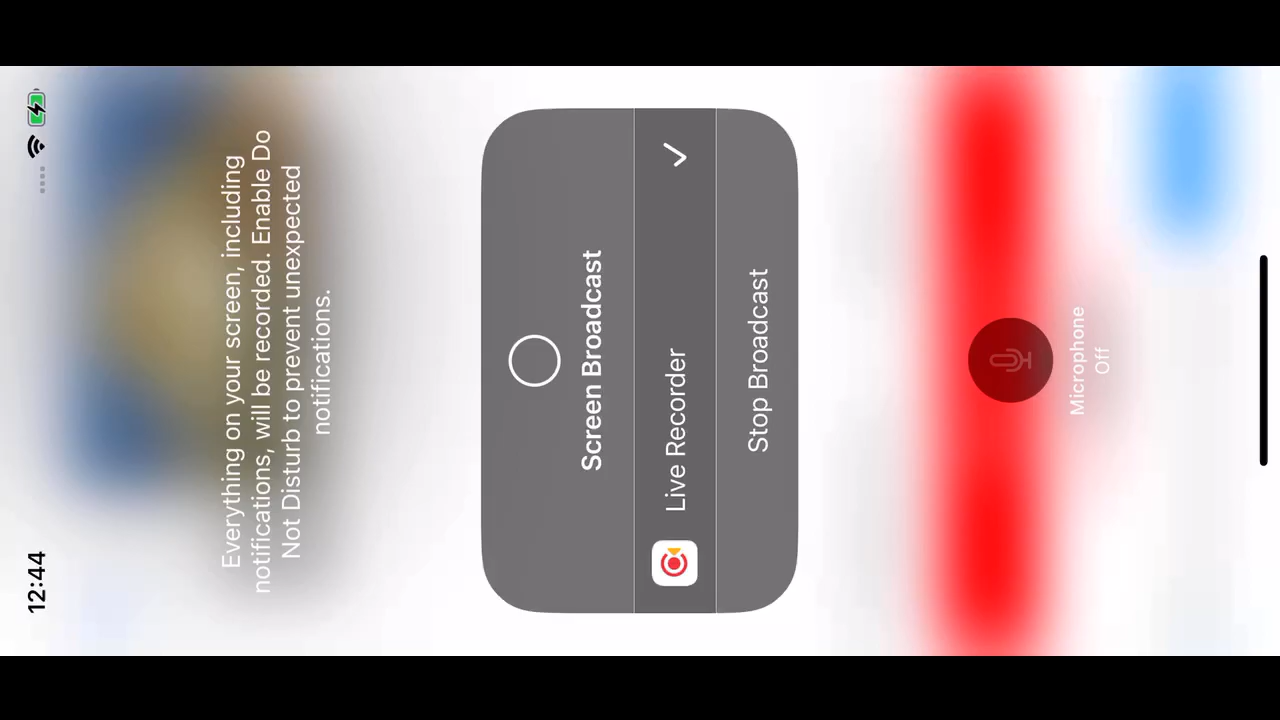 12:44
Everything on your screen, including
notifications, will be recorded. Enable Do
Not Disturb to prevent unexpected
notifications.
Screen Broadcast
Live Recorder
Stop Broadcast
Microphone
Off